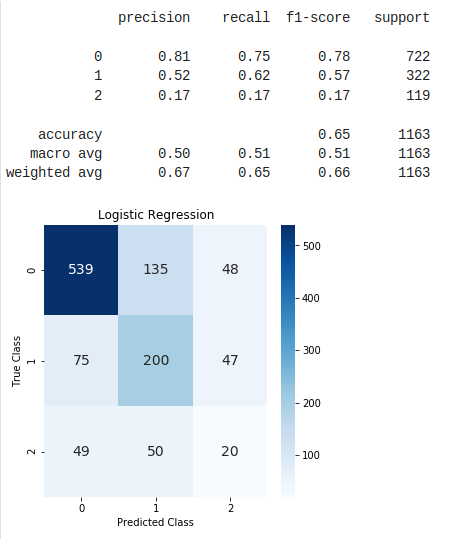 precision recall f1-score support
0 0.81 0.75 0.78 722
1 0.52 0.62 0.57 322
2 0.17 0.17 0.17 119
accuracy 0.65 1163
macro avg 0.50 0.51 0.51 1163
weighted avg 0.67 0.65 0.66 1163
Logistic Regression
0 539 135 48
1 75 200 47
2 49 50 20
0 1 2
True Class
Predicted Class
500
400
300
200
100